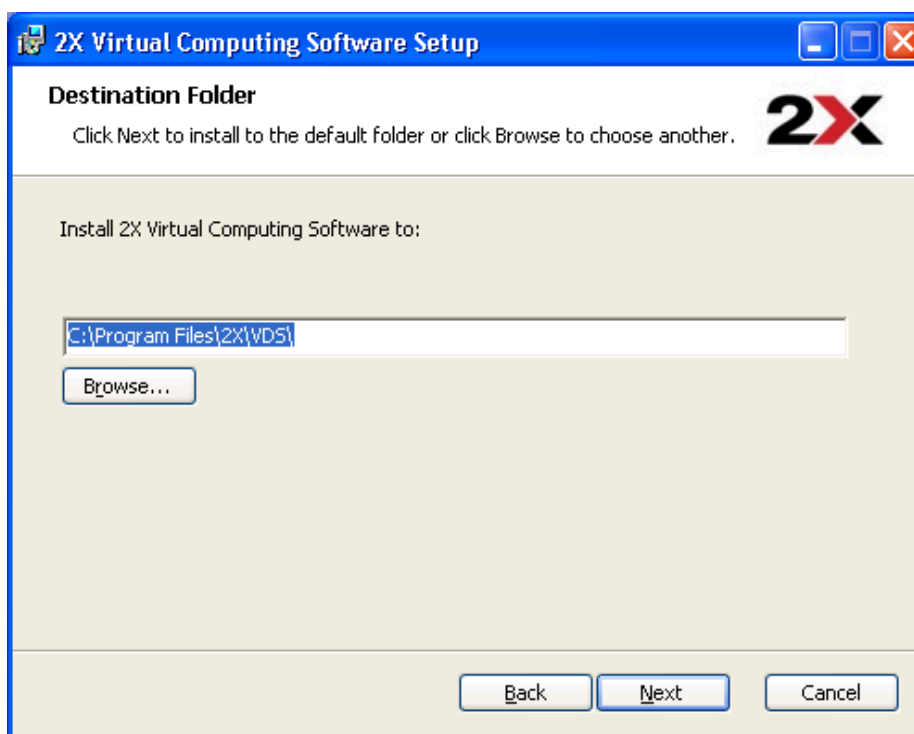 2X Virtual Computing Software Setup
Destination Folder
Click Next to install to the default folder or click Browse to choose another.
2X
Install 2X Virtual Computing Software to:
C:\Program Files\2X\VDS\
Browse...
Back Next Cancel